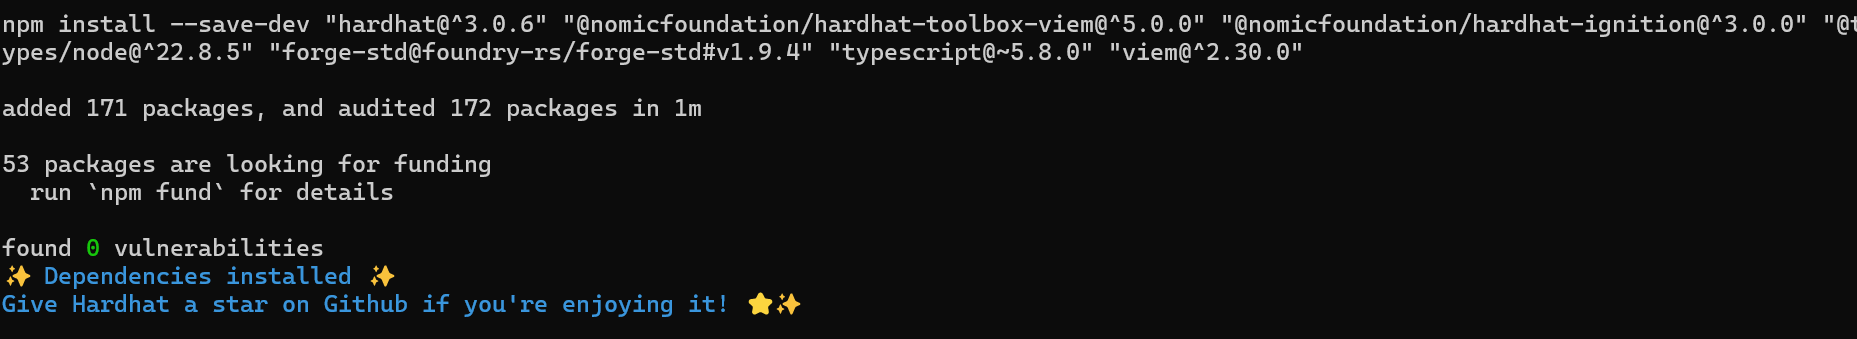 npm install --save-dev "hardhat@^3.0.6" "@nomicfoundation/hardhat-toolbox-viem@^5.0.0" "@nomicfoundation/hardhat-ignition@^3.0.0" "@t
ypes/node@^22.8.5" "forge-std@foundry-rs/forge-std#v1.9.4" "typescript@~5.8.0" "viem@^2.30.0"
added 171 packages, and audited 172 packages in 1m
53 packages are looking for funding
  run `npm fund` for details
found 0 vulnerabilities
✨ Dependencies installed ✨
Give Hardhat a star on Github if you're enjoying it! ⭐✨